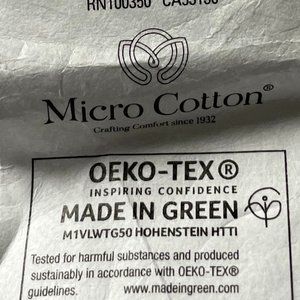 RN100350
Micro Cotton®
Crafting Comfort since 1932
OEKO-TEX®
INSPIRING CONFIDENCE
MADE IN GREEN
M1VLWTG50 HOHENSTEIN HTTI
Tested for harmful substances and produced
sustainably in accordance with OEKO-TEX®
guidelines. www.madeingreen.com